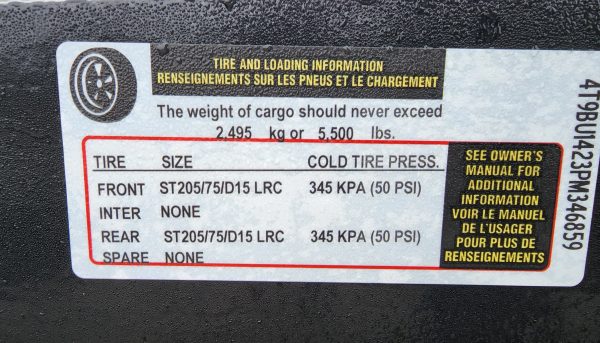 TIRE AND LOADING INFORMATION
RENSEIGNEMENTS SUR LES PNEUS ET LE CHARGEMENT
The weight of cargo should never exceed
2,495 kg or 5,500 lbs.
TIRE SIZE COLD TIRE PRESS.
FRONT ST205/75/D15 LRC 345 KPA (50 PSI)
INTER NONE
REAR ST205/75/D15 LRC 345 KPA (50 PSI)
SPARE NONE
SEE OWNER'S
MANUAL FOR
ADDITIONAL
INFORMATION
VOIR LE MANUEL
DE L'USAGER
POUR PLUS DE
RENSEIGNEMENTS
4T9BU1423PM346859